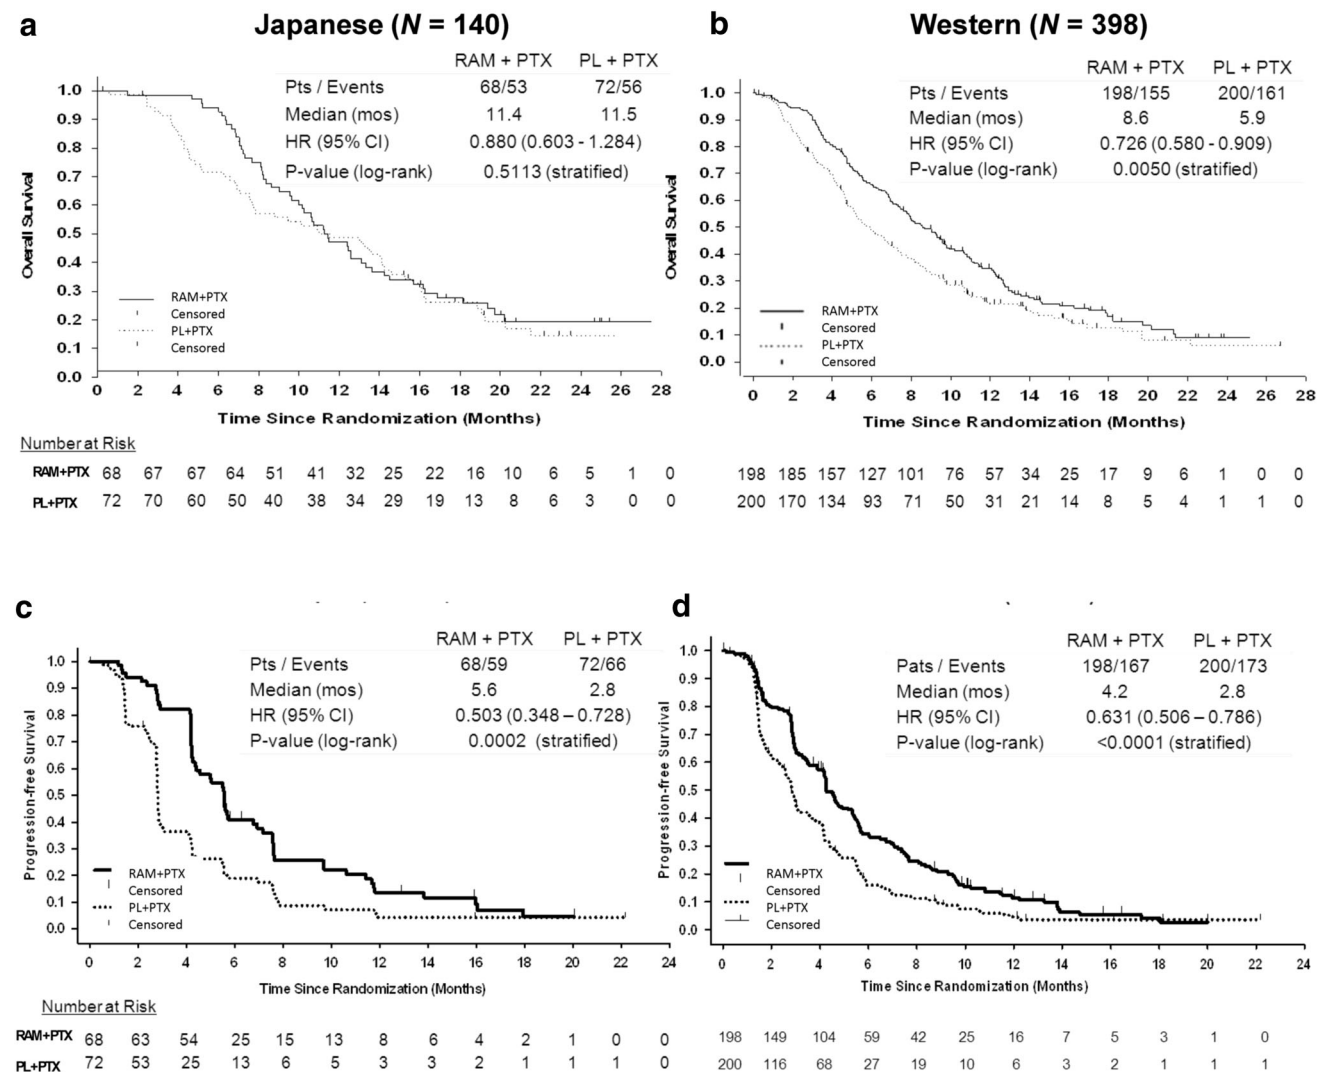 a
Japanese (N = 140)
RAM + PTX PL + PTX
Pts / Events 68/53 72/56
Median (mos) 11.4 11.5
HR (95% CI) 0.880 (0.603 - 1.284)
P-value (log-rank) 0.5113 (stratified)
Overall Survival
1.0
0.9
0.8
0.7
0.6
0.5
0.4
0.3
0.2
0.1
0.0
RAM+PTX
Censored
PL+PTX
Censored
0 2 4 6 8 10 12 14 16 18 20 22 24 26 28
Time Since Randomization (Months)
Number at Risk
RAM+PTX 68 67 67 64 51 41 32 25 22 16 10 6 5 1 0
PL+PTX 72 70 60 50 40 38 34 29 19 13 8 6 3 0 0
b
Western (N = 398)
RAM + PTX PL + PTX
Pts / Events 198/155 200/161
Median (mos) 8.6 5.9
HR (95% CI) 0.726 (0.580 - 0.909)
P-value (log-rank) 0.0050 (stratified)
Overall Survival
1.0
0.9
0.8
0.7
0.6
0.5
0.4
0.3
0.2
0.1
0.0
RAM+PTX
Censored
PL+PTX
Censored
0 2 4 6 8 10 12 14 16 18 20 22 24 26 28
Time Since Randomization (Months)
198 185 157 127 101 76 57 34 25 17 9 6 1 0 0
200 170 134 93 71 50 31 21 14 8 5 4 1 1 0
c
RAM + PTX PL + PTX
Pts / Events 68/59 72/66
Median (mos) 5.6 2.8
HR (95% CI) 0.503 (0.348 – 0.728)
P-value (log-rank) 0.0002 (stratified)
Progression-free Survival
1.0
0.9
0.8
0.7
0.6
0.5
0.4
0.3
0.2
0.1
0.0
RAM+PTX
Censored
PL+PTX
Censored
0 2 4 6 8 10 12 14 16 18 20 22 24
Time Since Randomization (Months)
Number at Risk
RAM+PTX 68 63 54 25 15 13 8 6 4 2 1 0 0
PL+PTX 72 53 25 13 6 5 3 3 2 1 1 1 0
d
RAM + PTX PL + PTX
Pats / Events 198/167 200/173
Median (mos) 4.2 2.8
HR (95% CI) 0.631 (0.506 – 0.786)
P-value (log-rank) <0.0001 (stratified)
Progression-free Survival
1.0
0.9
0.8
0.7
0.6
0.5
0.4
0.3
0.2
0.1
0.0
RAM+PTX
Censored
PL+PTX
Censored
0 2 4 6 8 10 12 14 16 18 20 22 24
Time Since Randomization (Months)
198 149 104 59 42 25 16 7 5 3 1 0
200 116 68 27 19 10 6 3 2 1 1 1